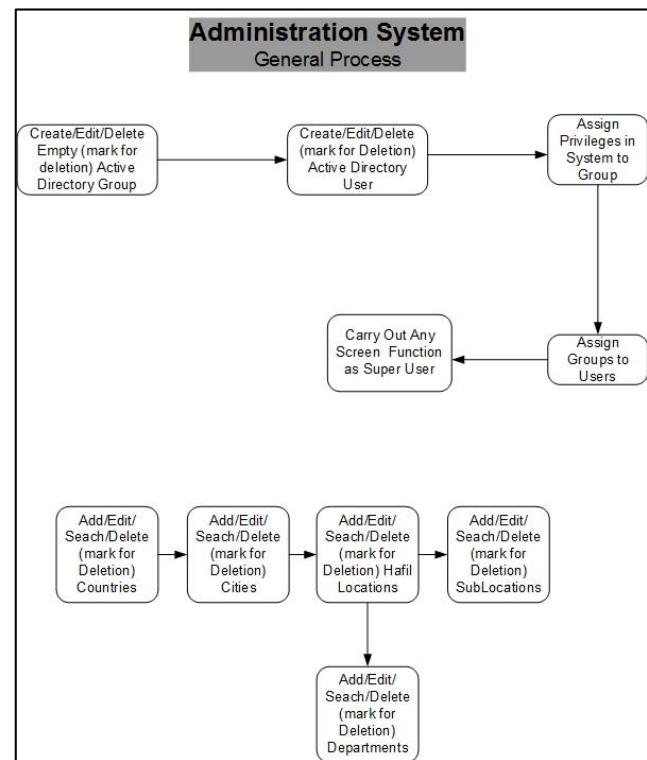 Administration System
General Process
Create/Edit/Delete
Empty (mark for
deletion) Active
Directory Group
Create/Edit/Delete
(mark for Deletion)
Active Directory
User
Assign
Privileges in
System to
Group
Carry Out Any
Screen Function
as Super User
Assign
Groups to
Users
Add/Edit/
Seach/Delete
(mark for
Deletion)
Countries
Add/Edit/
Seach/Delete
(mark for
Deletion)
Cities
Add/Edit/
Seach/Delete
(mark for
Deletion) Hafil
Locations
Add/Edit/
Seach/Delete
(mark for
Deletion)
SubLocations
Add/Edit/
Seach/Delete
(mark for
Deletion)
Departments